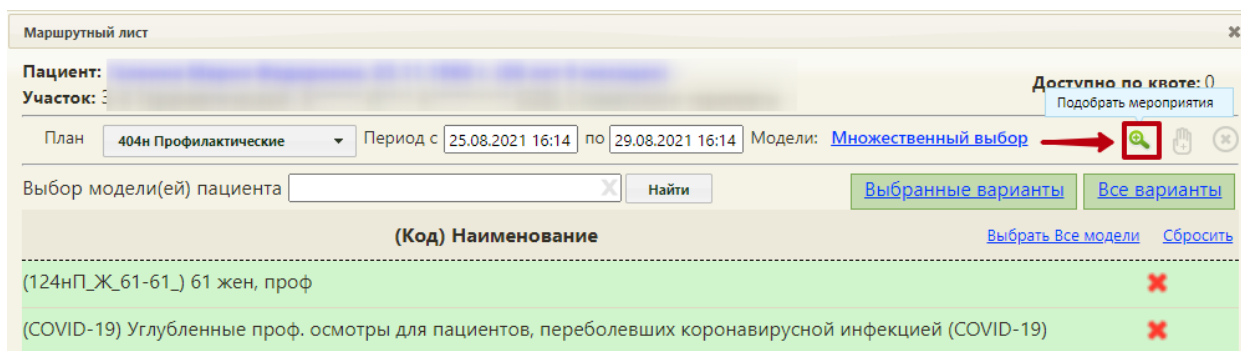 Маршрутный лист
Пациент:
Участок: 3
Доступно по квоте: 0
Подобрать мероприятия
План 404н Профилактические Период с 25.08.2021 16:14 по 29.08.2021 16:14 Модели: Множественный выбор
Выбор модели(ей) пациента Найти Выбранные варианты Все варианты
(Код) Наименование Выбрать Все модели Сбросить
(124нП_Ж_61-61_) 61 жен, проф
(COVID-19) Углубленные проф. осмотры для пациентов, переболевших коронавирусной инфекцией (COVID-19)